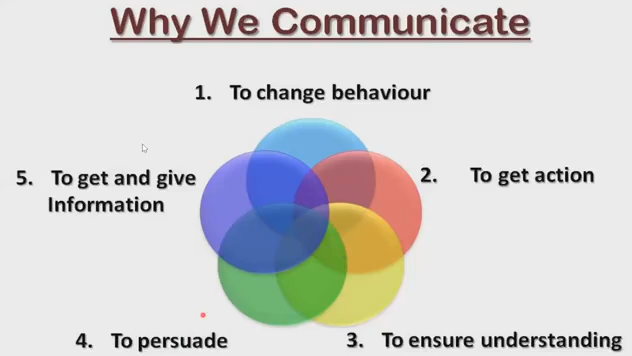 Why We Communicate
1. To change behaviour
2. To get action
3. To ensure understanding
4. To persuade
5. To get and give
Information